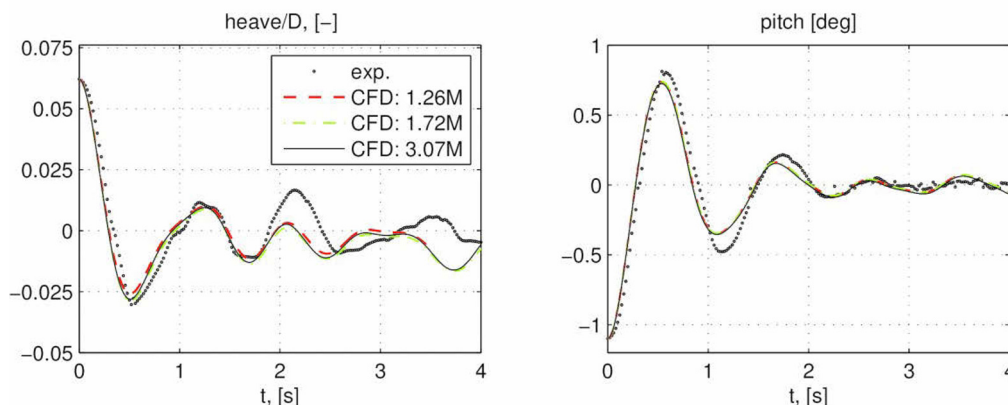 heave/D, [−]
0.075
0.05
0.025
0
−0.025
−0.05
0
1
2
3
4
t, [s]
exp.
CFD: 1.26M
CFD: 1.72M
CFD: 3.07M
pitch [deg]
1
0.5
0
−0.5
−1
0
1
2
3
4
t, [s]